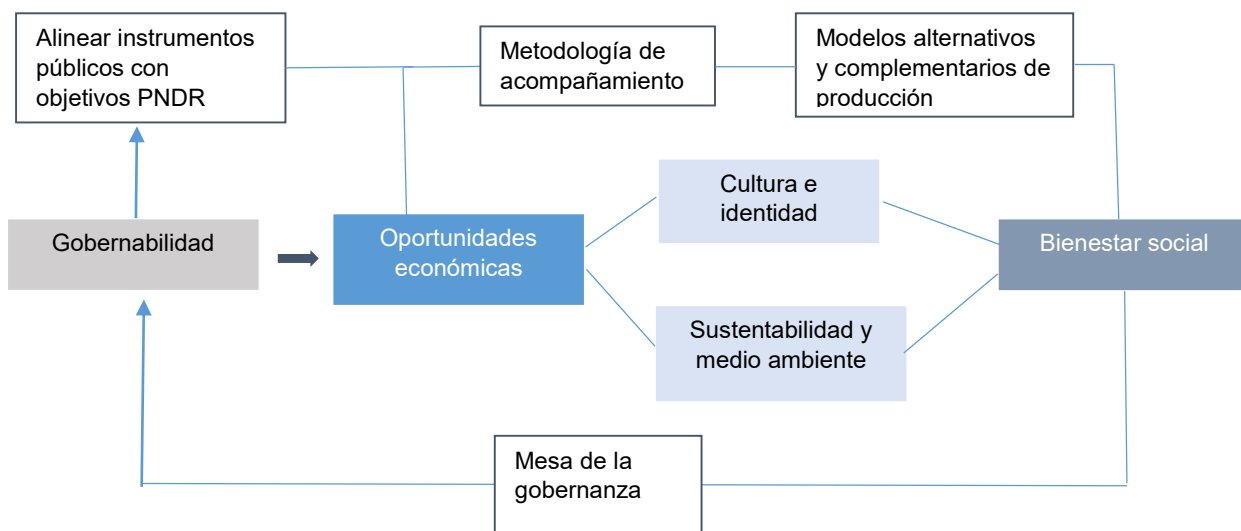 Alinear instrumentos
públicos con
objetivos PNDR
Metodología de
acompañamiento
Modelos alternativos
y complementarios de
producción
Cultura e
identidad
Gobernabilidad
Oportunidades
económicas
Bienestar social
Sustentabilidad y
medio ambiente
Mesa de la
gobernanza